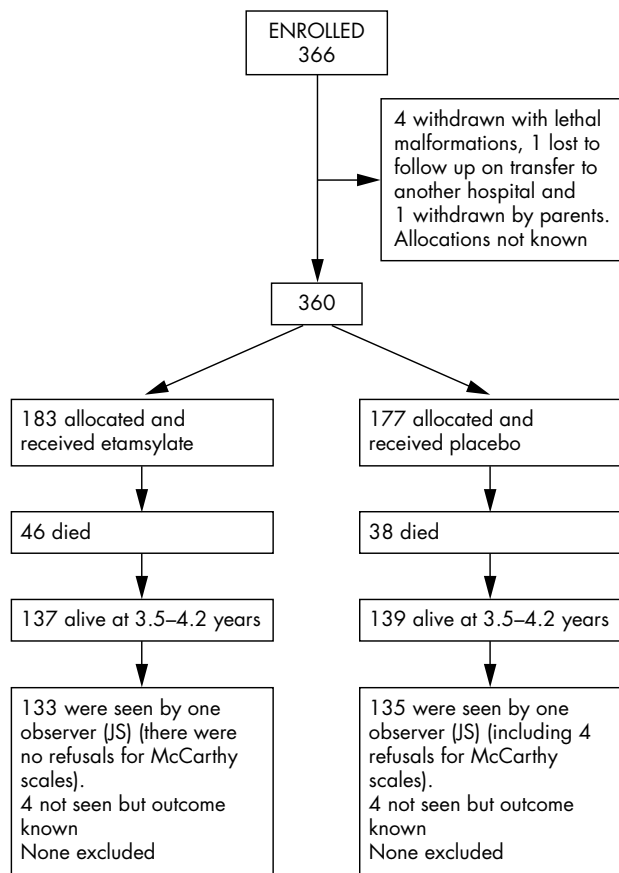 ENROLLED
366
4 withdrawn with lethal
malformations, 1 lost to
follow up on transfer to
another hospital and
1 withdrawn by parents.
Allocations not known
360
183 allocated and
received etamsylate
177 allocated and
received placebo
46 died
38 died
137 alive at 3.5–4.2 years
139 alive at 3.5–4.2 years
133 were seen by one
observer (JS) (there were
no refusals for McCarthy
scales).
4 not seen but outcome
known
None excluded
135 were seen by one
observer (JS) (including 4
refusals for McCarthy
scales).
4 not seen but outcome
known
None excluded